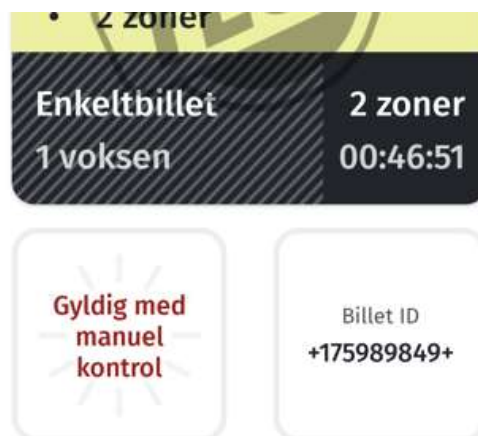 • 2 zoner
Enkeltbillet 2 zoner
1 voksen 00:46:51
Gyldig med
manuel
kontrol
Billet ID
+175989849+